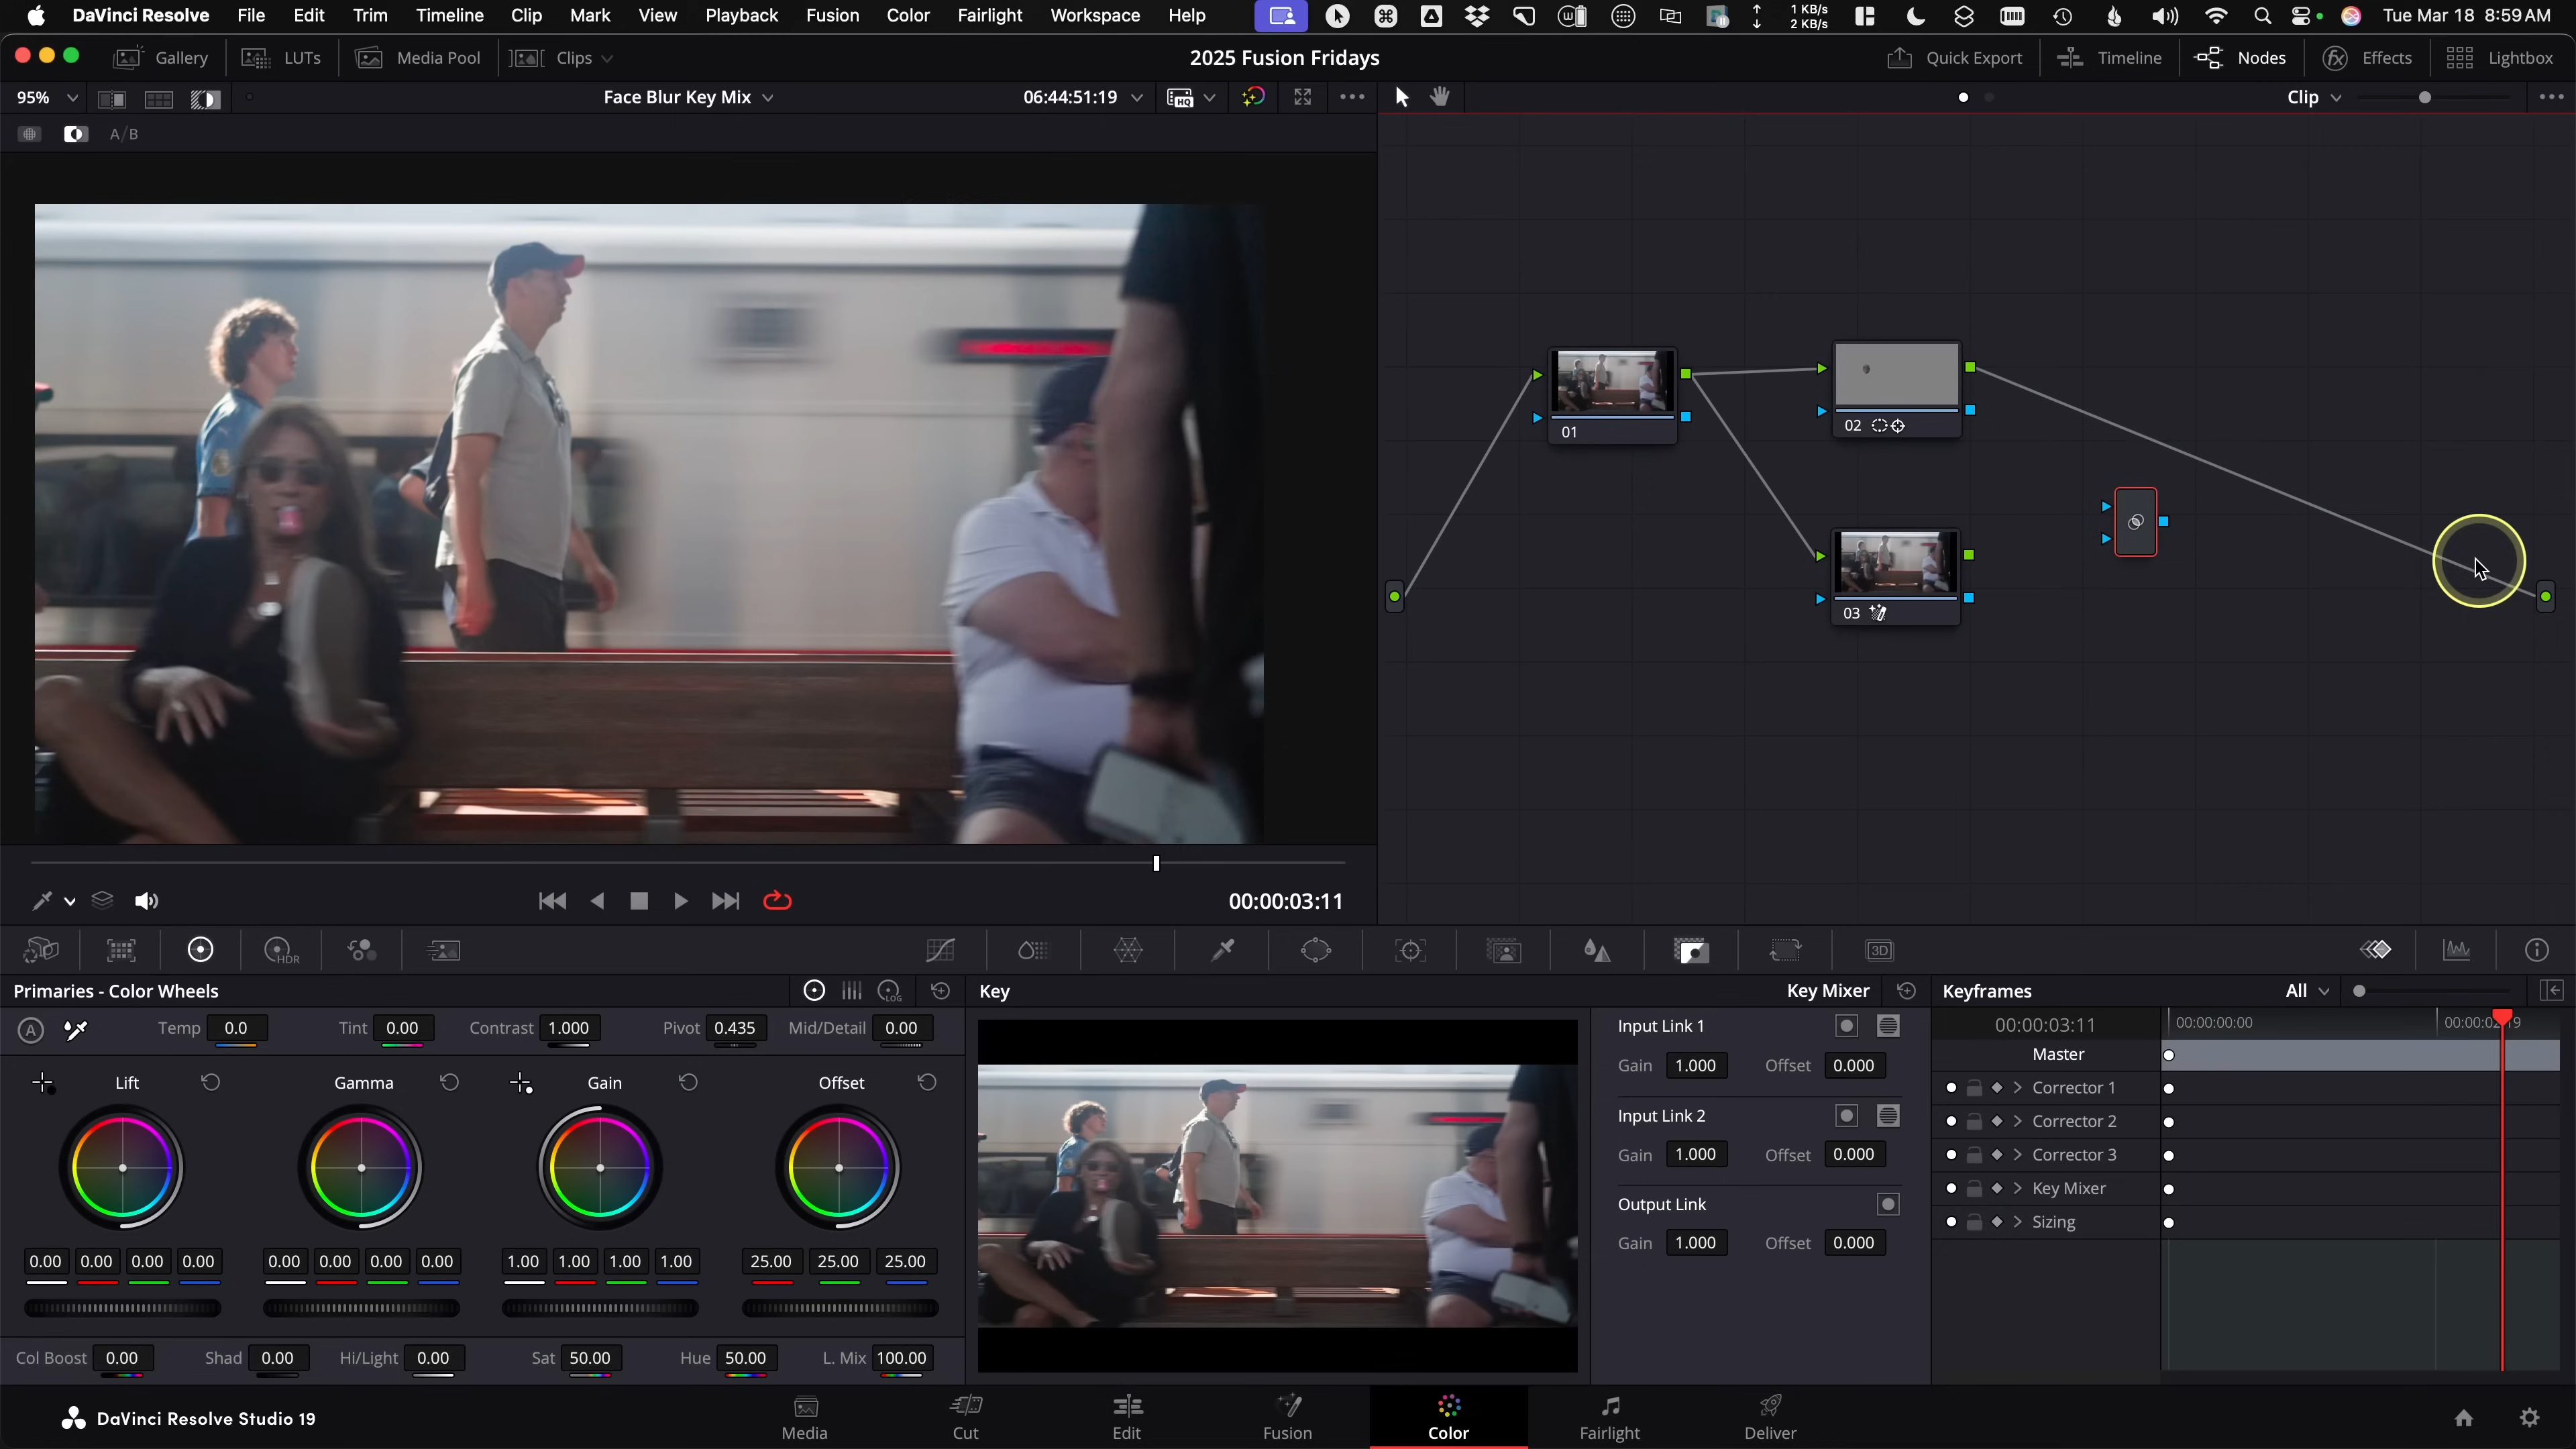 DaVinci Resolve File Edit Trim Timeline Clip Mark View Playback Fusion Color Fairlight Workspace Help 1 KB/s 2 KB/s Tue Mar 18 8:59 AM
Gallery LUTs Media Pool Clips 2025 Fusion Fridays Quick Export Timeline Nodes fx Effects Lightbox
95% Face Blur Key Mix 06:44:51:19 HQ Clip
A/B
01
02
03
00:00:03:11
HDR 3D
Primaries - Color Wheels LOG Key Key Mixer Keyframes All
A Temp 0.0 Tint 0.00 Contrast 1.000 Pivot 0.435 Mid/Detail 0.00
Lift Gamma Gain Offset
0.00 0.00 0.00 0.00 0.00 0.00 0.00 0.00 1.00 1.00 1.00 1.00 25.00 25.00 25.00
Col Boost 0.00 Shad 0.00 Hi/Light 0.00 Sat 50.00 Hue 50.00 L. Mix 100.00
Input Link 1
Gain 1.000 Offset 0.000
Input Link 2
Gain 1.000 Offset 0.000
Output Link
Gain 1.000 Offset 0.000
00:00:03:11 00:00:00:00
Master
Corrector 1
Corrector 2
Corrector 3
Key Mixer
Sizing
DaVinci Resolve Studio 19 Media Cut Edit Fusion Color Fairlight Deliver